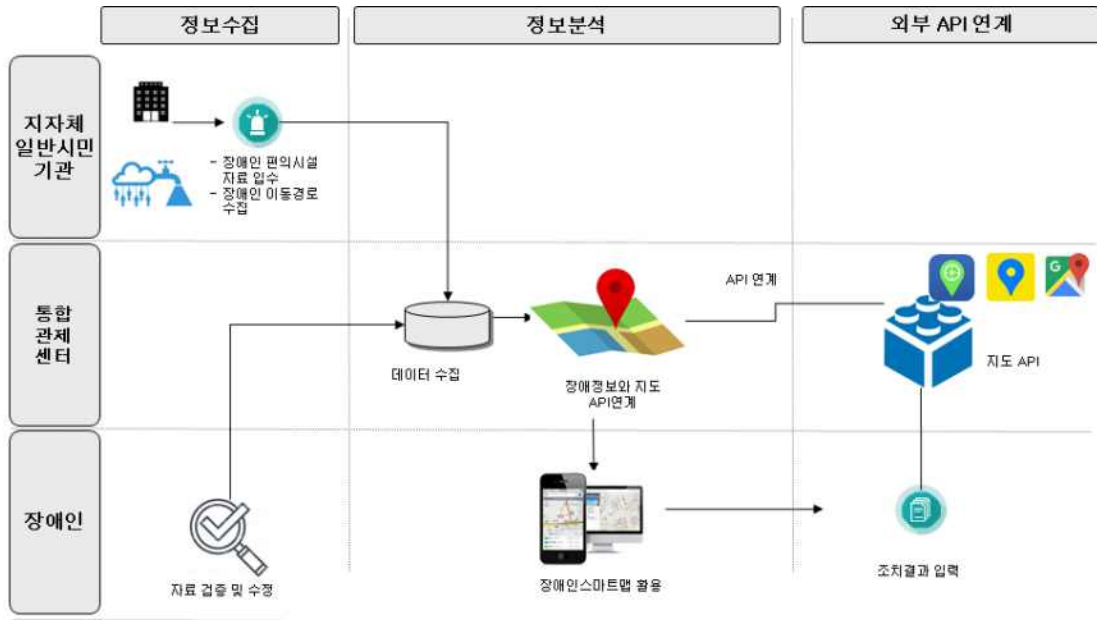 정보수집
정보분석
외부 API 연계
지자체
일반시민
기관
- 장애인 편의시설
자료 입수
- 장애인 이동경로
수집
통합
관제
센터
데이터 수집
장애정보와 지도
API연계
API 연계
G
지도 API
장애인
자료 검증 및 수정
장애인스마트맵 활용
조치결과 입력